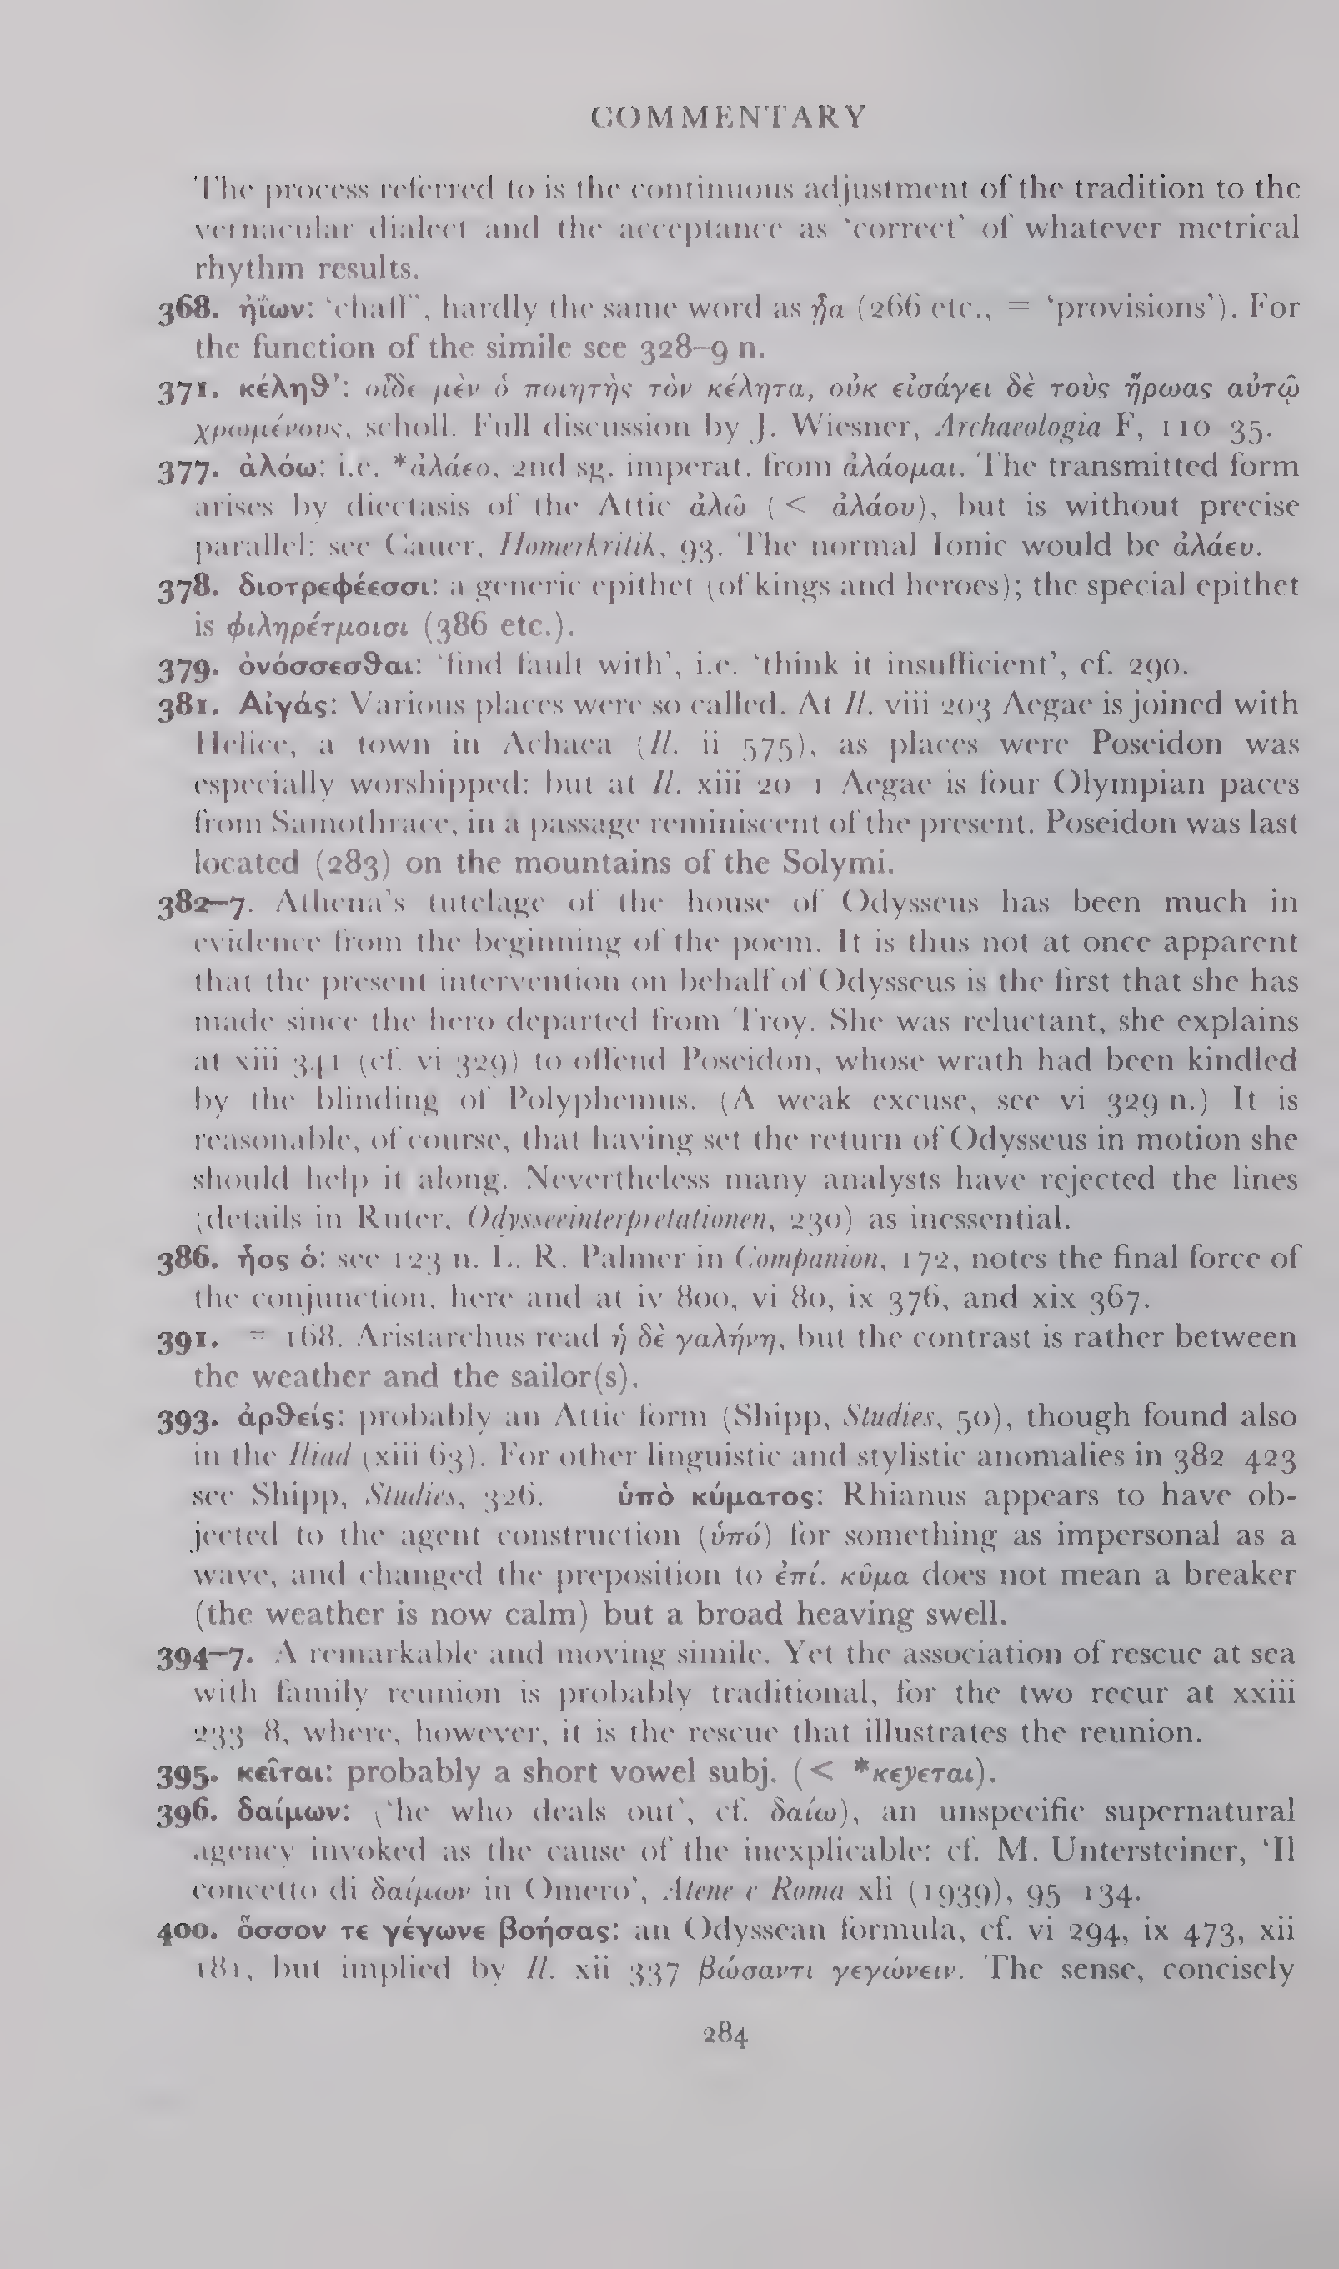 COMMENTARY
The process referred to is the continuous adjustment of the tradition to the
vernacular dialect and the acceptance as ‘correct’ of whatever metrical
rhythm results.
368. ἠΐων: ‘chaff’, hardly the same word as ᾖα (266 etc., = ‘provisions’). For
the function of the simile see 328–9 n.
371. κέληθ’: οἶδε μὲν ὁ ποιητὴς τὸν κέλητα, οὐκ εἰσάγει δὲ τοὺς ἥρωας αὐτῷ
χρωμένους, scholl. Full discussion by J. Wiesner, Archaeologia F, 110–35.
377. ἀλόω: i.e. *ἀλάεο, 2nd sg. imperat. from ἀλάομαι. The transmitted form
arises by diectasis of the Attic ἀλῶ (< ἀλάου), but is without precise
parallel: see Cauer, Homerkritik, 93. The normal Ionic would be ἀλάευ.
378. διοτρεφέεσσι: a generic epithet (of kings and heroes); the special epithet
is φιληρέτμοισι (386 etc.).
379. ὀνόσσεσθαι: ‘find fault with’, i.e. ‘think it insufficient’, cf. 290.
381. Αἰγάς: Various places were so called. At Il. viii 203 Aegae is joined with
Helice, a town in Achaea (Il. ii 575), as places were Poseidon was
especially worshipped: but at Il. xiii 20–1 Aegae is four Olympian paces
from Samothrace, in a passage reminiscent of the present. Poseidon was last
located (283) on the mountains of the Solymi.
382–7. Athena’s tutelage of the house of Odysseus has been much in
evidence from the beginning of the poem. It is thus not at once apparent
that the present intervention on behalf of Odysseus is the first that she has
made since the hero departed from Troy. She was reluctant, she explains
at xiii 341 (cf. vi 329) to offend Poseidon, whose wrath had been kindled
by the blinding of Polyphemus. (A weak excuse, see vi 329 n.) It is
reasonable, of course, that having set the return of Odysseus in motion she
should help it along. Nevertheless many analysts have rejected the lines
(details in Ruter, Odysseeinterpretationen, 230) as inessential.
386. ἧος ὁ: see 123 n. L. R. Palmer in Companion, 172, notes the final force of
the conjunction, here and at iv 800, vi 80, ix 376, and xix 367.
391. = 168. Aristarchus read ἡ δὲ γαλήνη, but the contrast is rather between
the weather and the sailor(s).
393. ἀρθείς: probably an Attic form (Shipp, Studies, 50), though found also
in the Iliad (xiii 63). For other linguistic and stylistic anomalies in 382–423
see Shipp, Studies, 326. ὑπὸ κύματος: Rhianus appears to have ob-
jected to the agent construction (ὑπό) for something as impersonal as a
wave, and changed the preposition to ἐπί. κῦμα does not mean a breaker
(the weather is now calm) but a broad heaving swell.
394–7. A remarkable and moving simile. Yet the association of rescue at sea
with family reunion is probably traditional, for the two recur at xxiii
233–8, where, however, it is the rescue that illustrates the reunion.
395. κεῖται: probably a short vowel subj. (< *κεyεται).
396. δαίμων: (‘he who deals out’, cf. δαίω), an unspecific supernatural
agency invoked as the cause of the inexplicable: cf. M. Untersteiner, ‘Il
concetto di δαίμων in Omero’, Atene e Roma xli (1939), 95–134.
400. ὅσσον τε γέγωνε βοήσας: an Odyssean formula, cf. vi 294, ix 473, xii
181, but implied by Il. xii 337 βώσαντι γεγώνειν. The sense, concisely
284